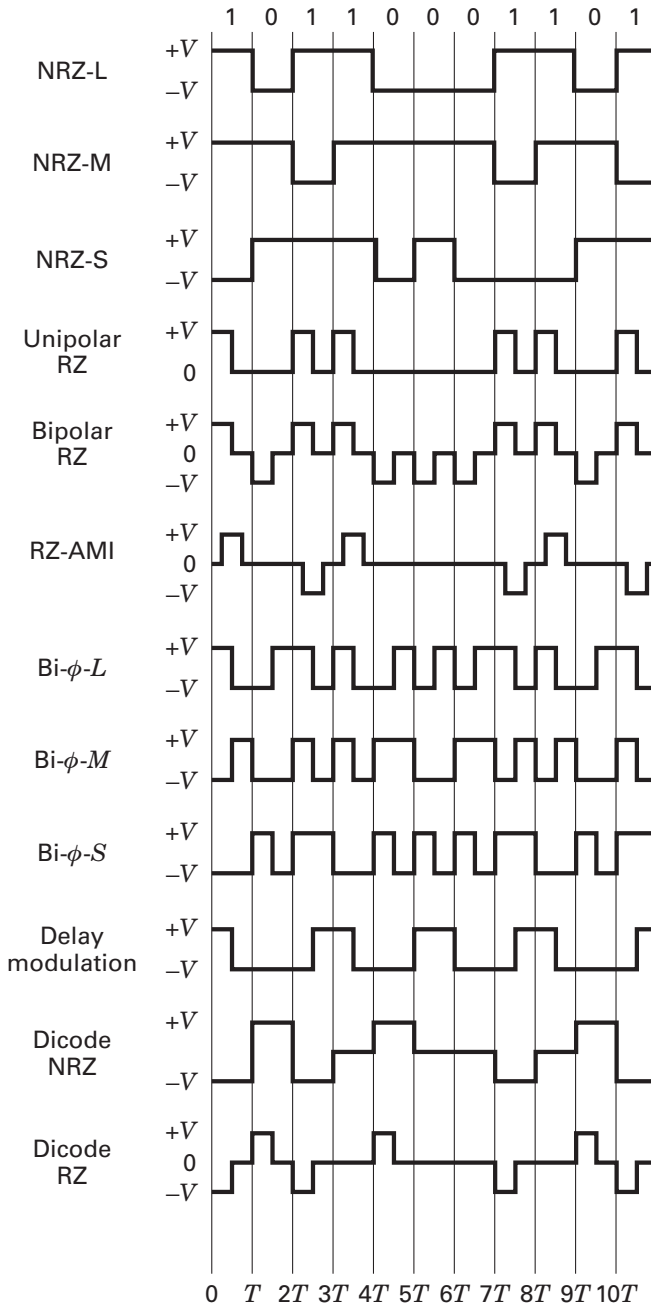 1 0 1 1 0 0 0 1 1 0 1
+V
NRZ-L
−V
+V
NRZ-M
−V
+V
NRZ-S
−V
+V
Unipolar
RZ
0
+V
Bipolar
RZ
0
−V
+V
RZ-AMI
0
−V
+V
Bi-ϕ-L
−V
+V
Bi-ϕ-M
−V
+V
Bi-ϕ-S
−V
+V
Delay
modulation
−V
+V
Dicode
NRZ
−V
+V
Dicode
RZ
0
−V
0 T 2T 3T 4T 5T 6T 7T 8T 9T 10T